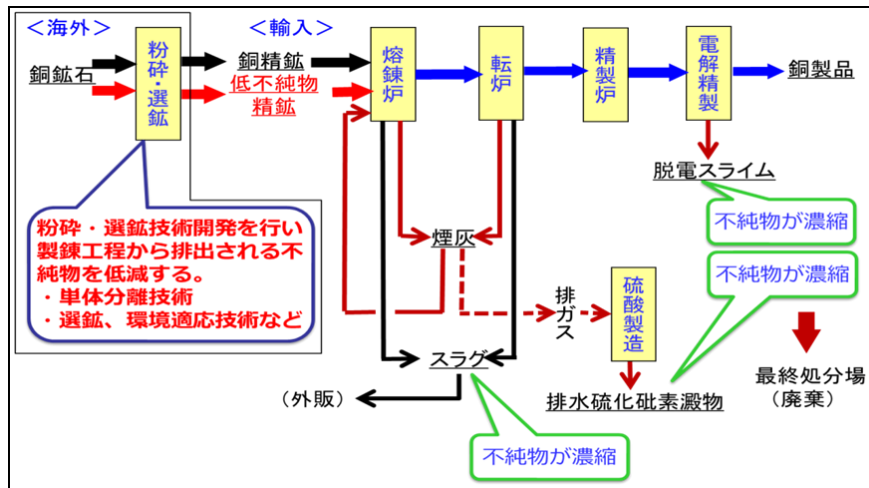 <海外>
<輸入>
銅鉱石
粉砕・選鉱
銅精鉱
低不純物
精鉱
熔錬炉
転炉
精製炉
電解精製
銅製品
脱電スライム
不純物が濃縮
粉砕・選鉱技術開発を行い
製錬工程から排出される不
純物を低減する。
・単体分離技術
・選鉱、環境適応技術など
煙灰
排ガス
硫酸製造
不純物が濃縮
スラグ
(外販)
排水硫化砒素澱物
最終処分場
(廃棄)
不純物が濃縮